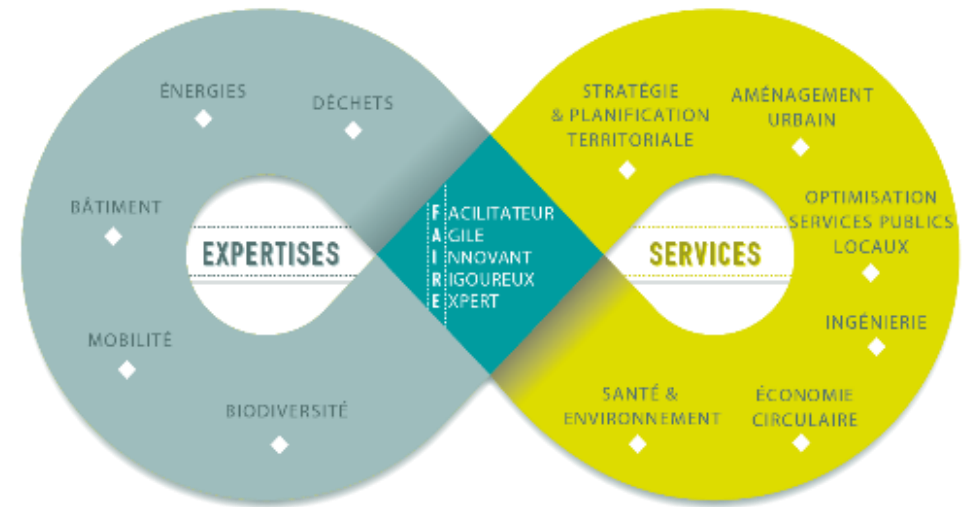 ÉNERGIES
DÉCHETS
BÂTIMENT
EXPERTISES
MOBILITÉ
BIODIVERSITÉ
FACILITATEUR
AGILE
INNOVANT
RIGOUREUX
EXPERT
STRATÉGIE
& PLANIFICATION
TERRITORIALE
AMÉNAGEMENT
URBAIN
OPTIMISATION
SERVICES PUBLICS
LOCAUX
SERVICES
INGÉNIERIE
SANTÉ &
ENVIRONNEMENT
ÉCONOMIE
CIRCULAIRE